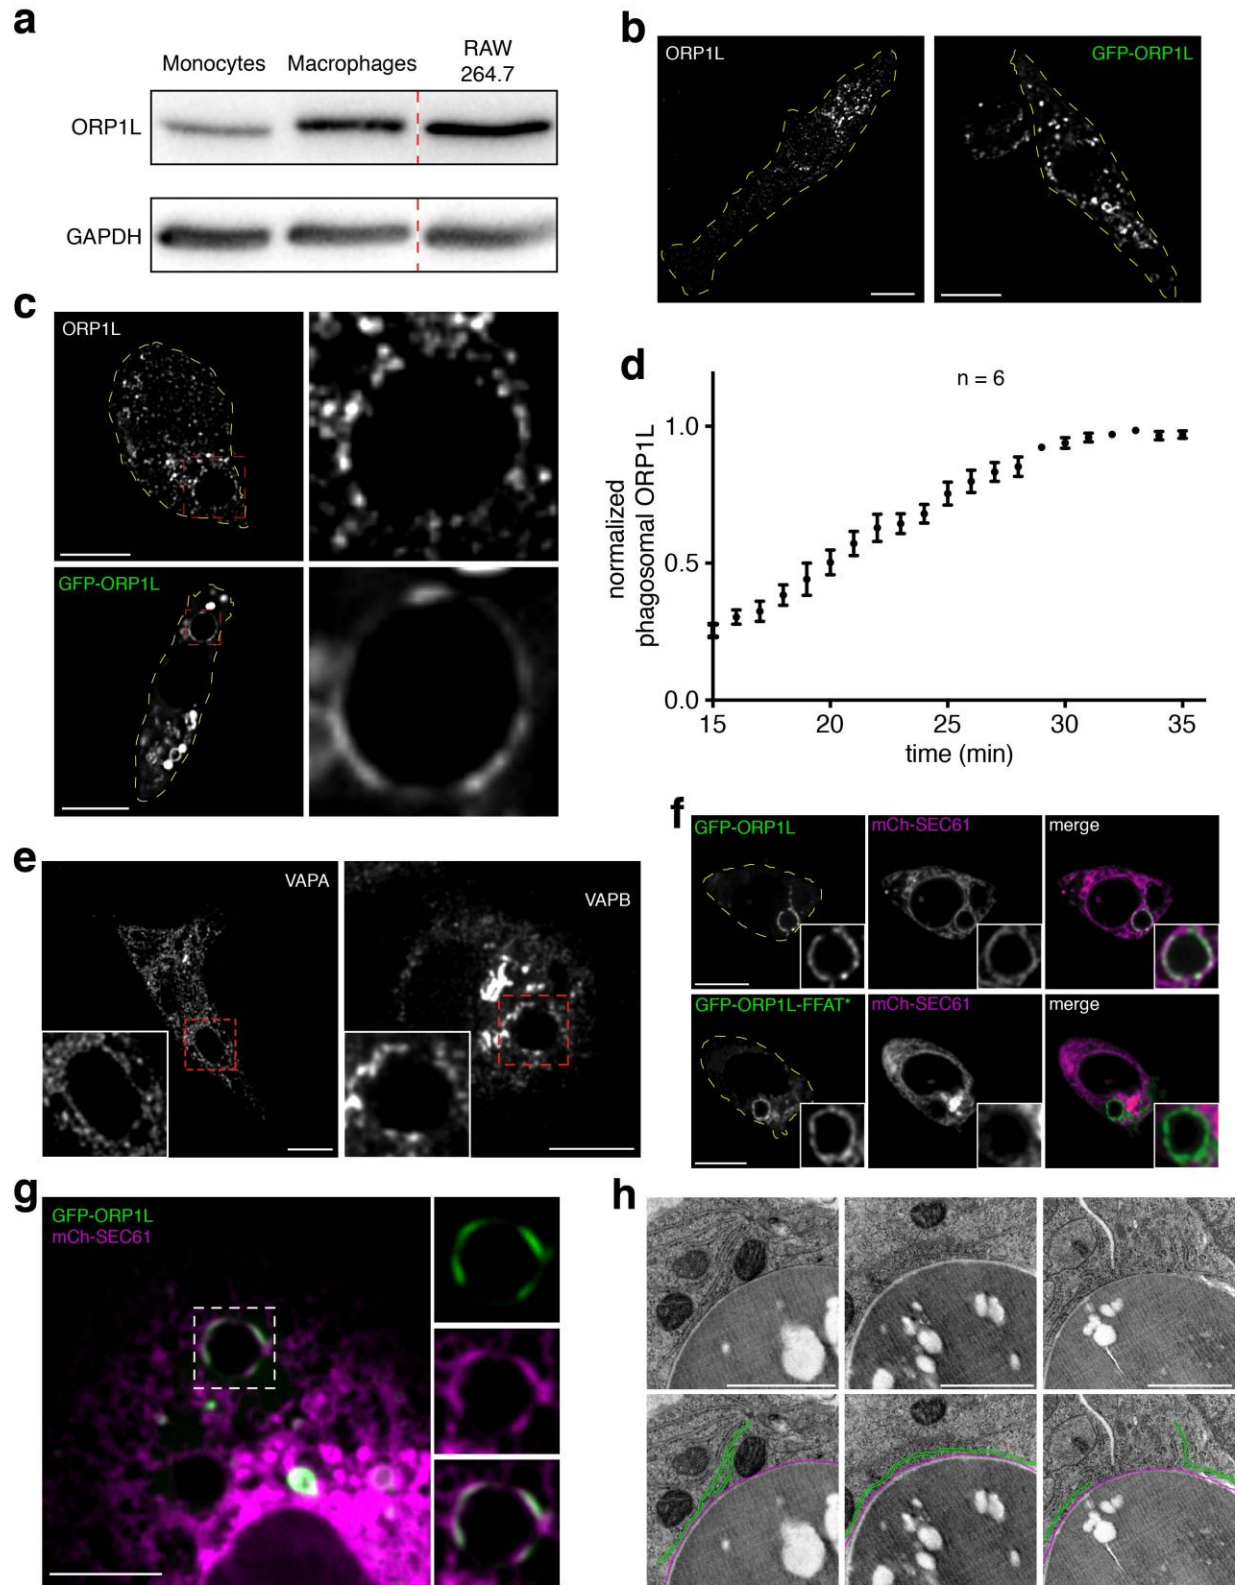 a
Monocytes Macrophages RAW
264.7
ORP1L
GAPDH
b
ORP1L
GFP-ORP1L
c
ORP1L
GFP-ORP1L
d
n = 6
normalized
phagosomal ORP1L
1.0
0.5
0.0
15 20 25 30 35
time (min)
e
VAPA
VAPB
f
GFP-ORP1L mCh-SEC61 merge
GFP-ORP1L-FFAT* mCh-SEC61 merge
g
GFP-ORP1L
mCh-SEC61
h